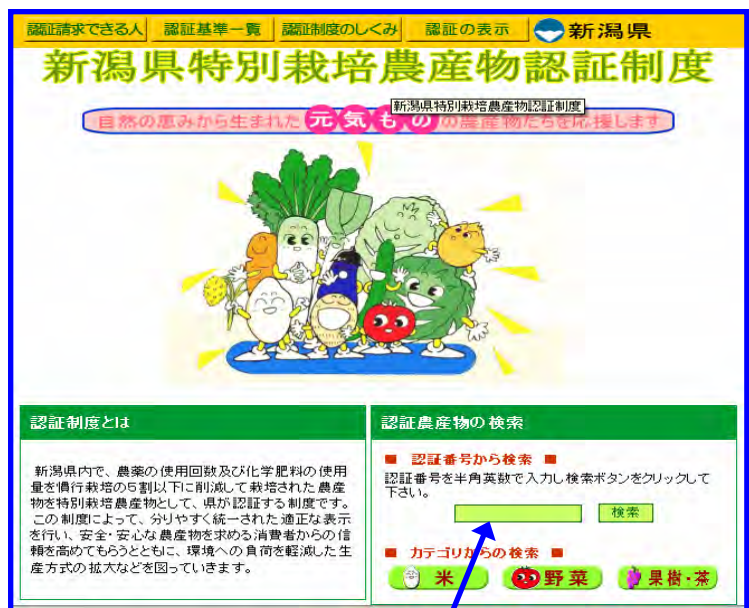 認証請求できる人 認証基準一覧 認証制度のしくみ 認証の表示 新潟県
新潟県特別栽培農産物認証制度
新潟県特別栽培農産物認証制度
自然の恵みから生まれた元気もの の農産物たちを応援します
認証制度とは
新潟県内で、農薬の使用回数及び化学肥料の使用
量を慣行栽培の5割以下に削減して栽培された農産
物を特別栽培農産物として、県が認証する制度です。
この制度によって、分りやすく統一された適正な表示
を行い、安全・安心な農産物を求める消費者からの信
頼を高めてもらうとともに、環境への負荷を軽減した生
産方式の拡大などを図っていきます。
認証農産物の検索
認証番号から検索
認証番号を半角英数で入力し検索ボタンをクリックして
下さい。
検索
カテゴリからの検索
米 野菜 果樹・茶